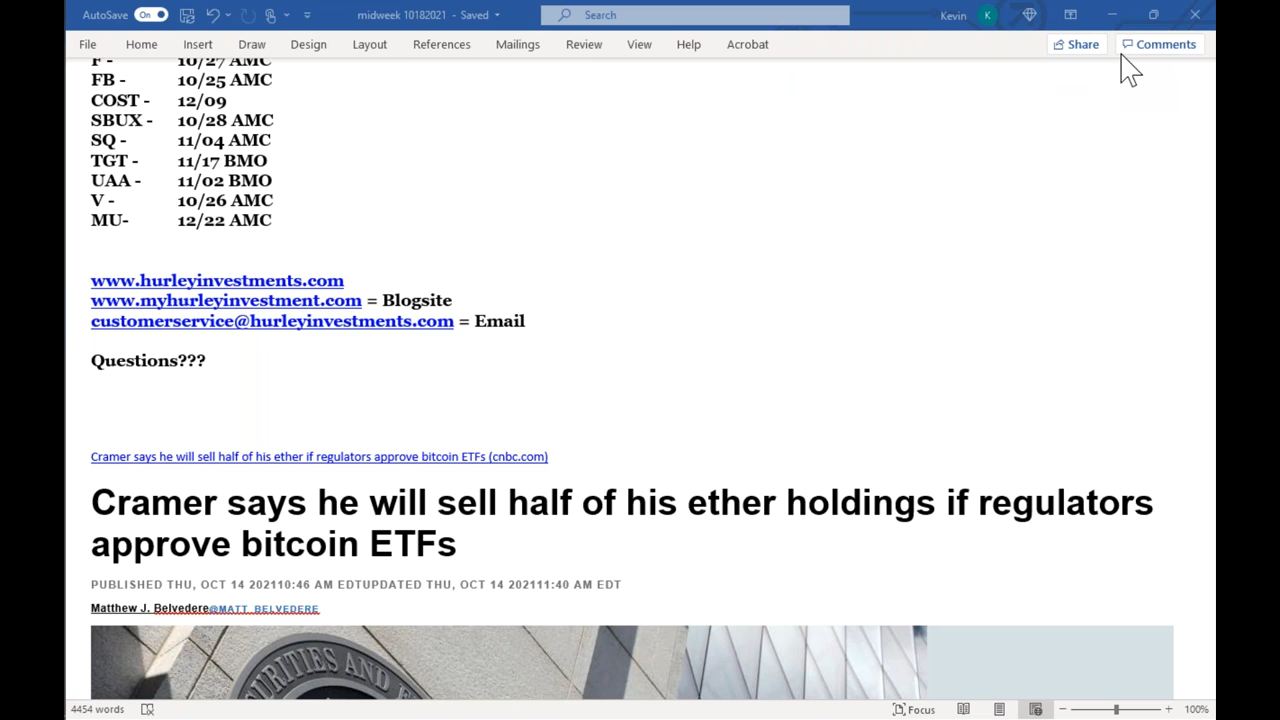 AutoSave On midweek 10182021 - Saved Search Kevin K
File Home Insert Draw Design Layout References Mailings Review View Help Acrobat Share Comments
F - 10/27 AMC
FB - 10/25 AMC
COST - 12/09
SBUX - 10/28 AMC
SQ - 11/04 AMC
TGT - 11/17 BMO
UAA - 11/02 BMO
V - 10/26 AMC
MU- 12/22 AMC
www.hurleyinvestments.com
www.myhurleyinvestment.com = Blogsite
customerservice@hurleyinvestments.com = Email
Questions???
Cramer says he will sell half of his ether if regulators approve bitcoin ETFs (cnbc.com)
Cramer says he will sell half of his ether holdings if regulators
approve bitcoin ETFs
PUBLISHED THU, OCT 14 202110:46 AM EDTUPDATED THU, OCT 14 202111:40 AM EDT
Matthew J. Belvedere@MATT_BELVEDERE
URITIES AND E
4454 words Focus 100%